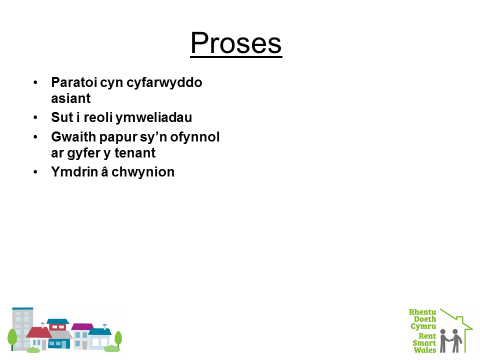 Proses
• Paratoi cyn cyfarwyddo
asiant
• Sut i reoli ymweliadau
• Gwaith papur sy'n ofynnol
ar gyfer y tenant
• Ymdrin â chwynion
Rhentu
Doeth
Cymru
Rent
Smart
Wales